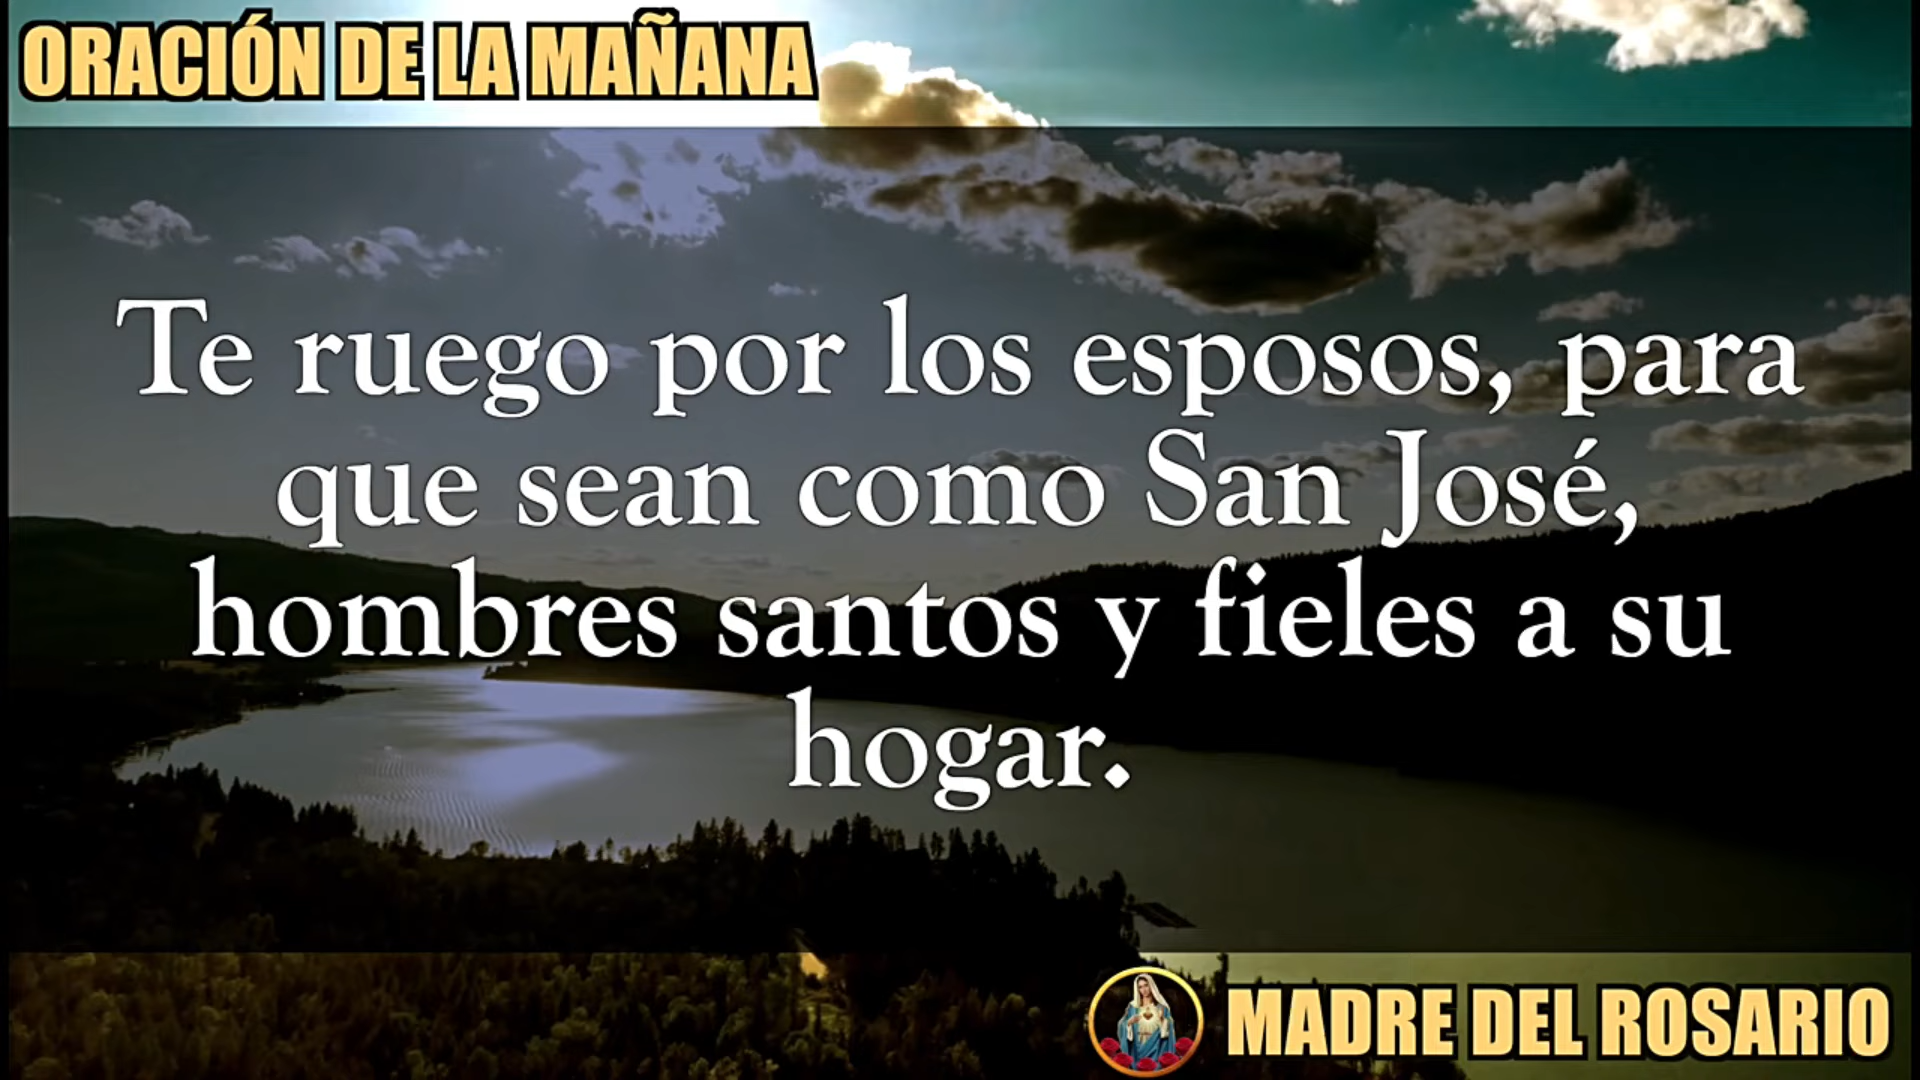 ORACIÓN DE LA MAÑANA
Te ruego por los esposos, para
que sean como San José,
hombres santos y fieles a su
hogar.
MADRE DEL ROSARIO